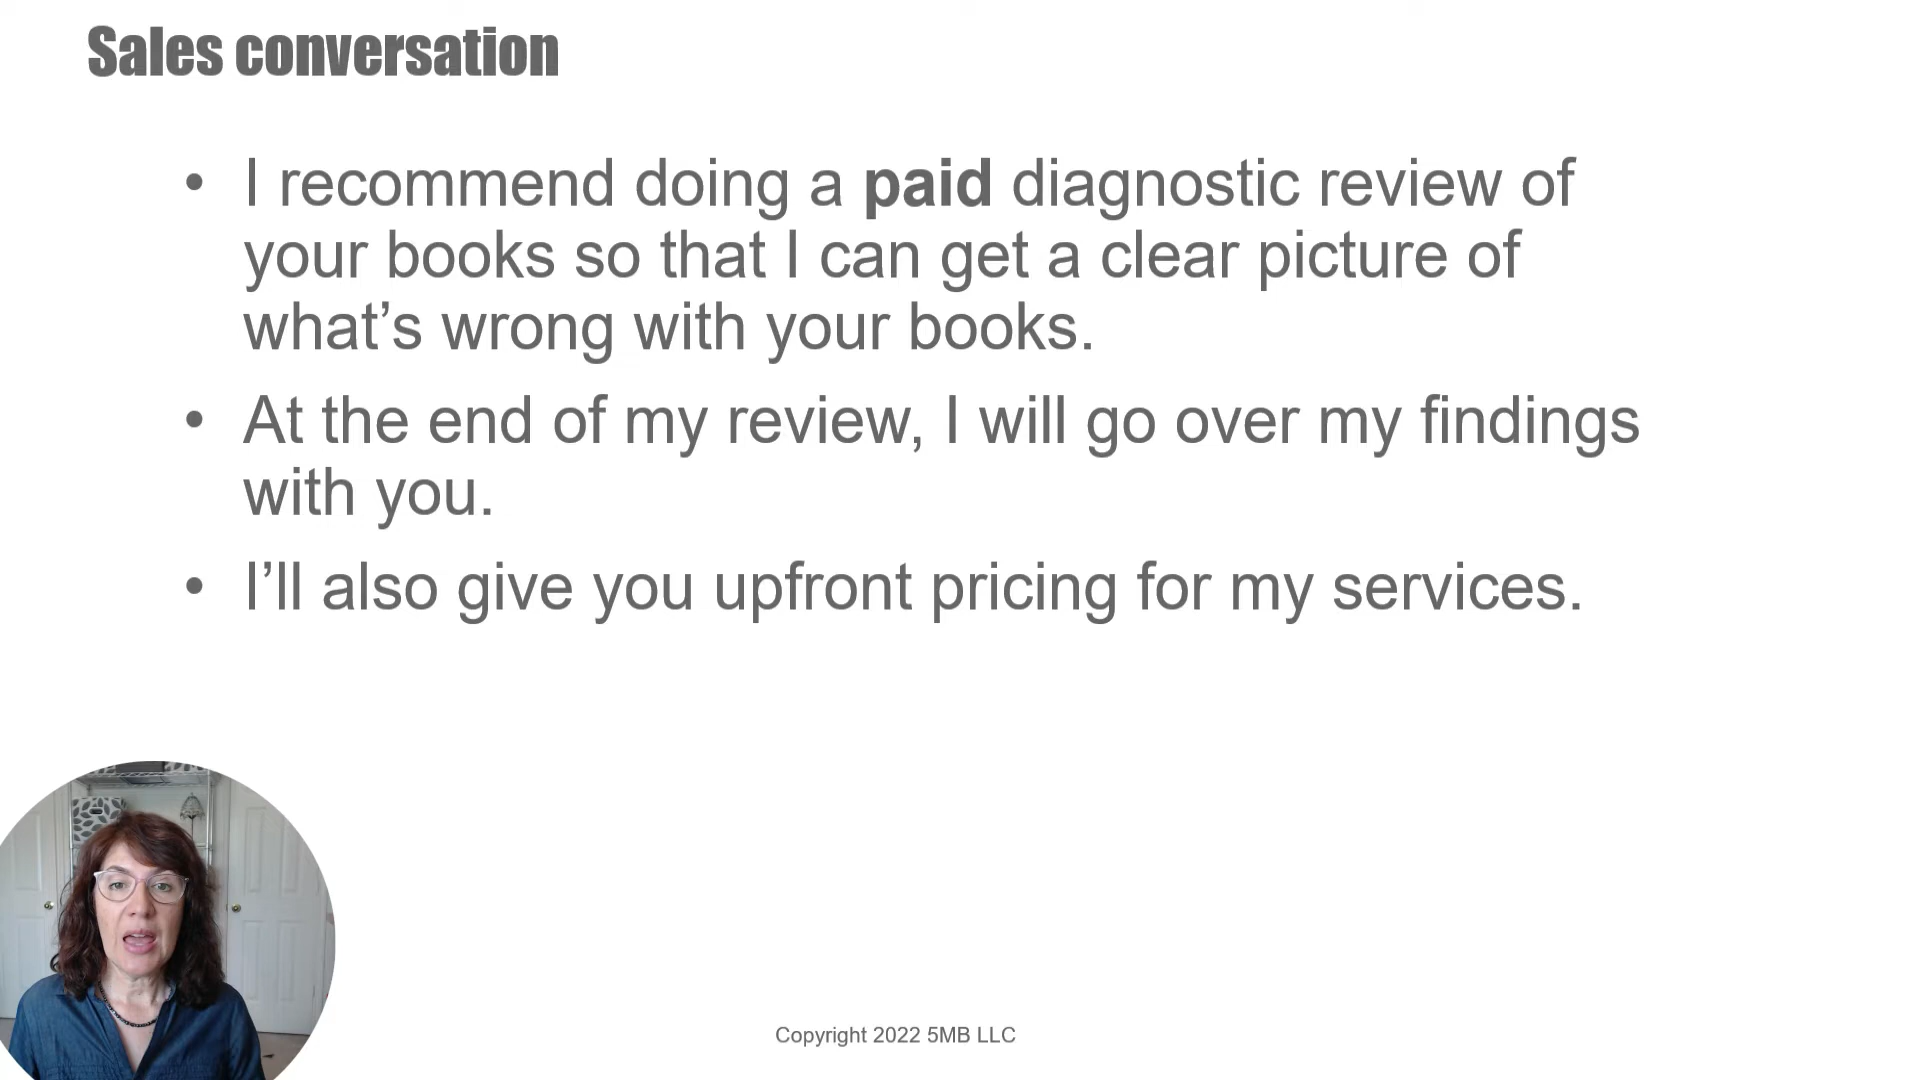 Sales conversation
• I recommend doing a paid diagnostic review of
your books so that I can get a clear picture of
what’s wrong with your books.
• At the end of my review, I will go over my findings
with you.
• I’ll also give you upfront pricing for my services.
Copyright 2022 5MB LLC